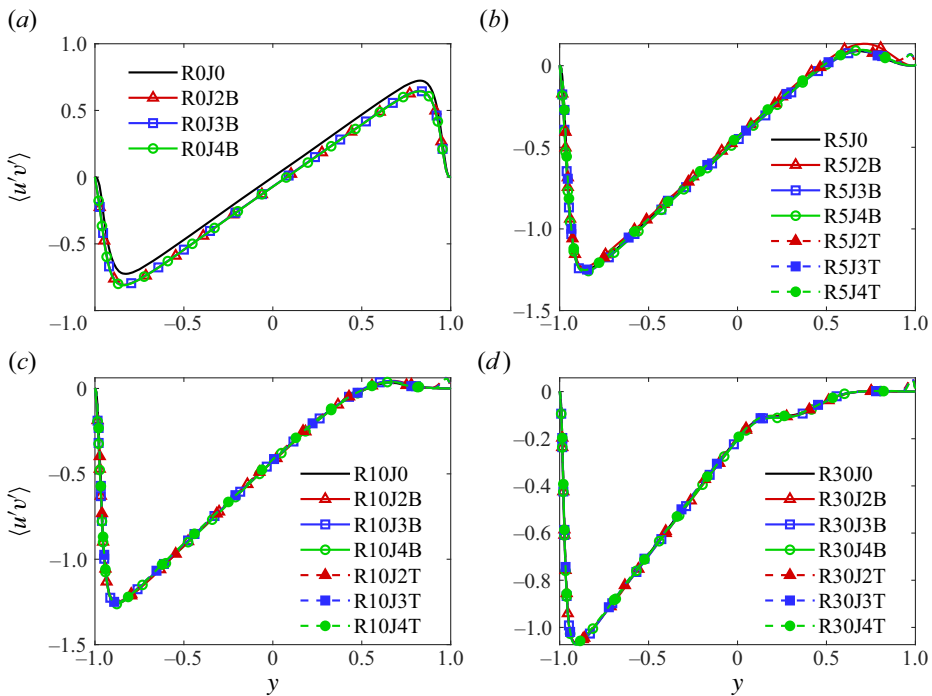 (a)
1.0
0.5
0
−0.5
−1.0
⟨u′v′⟩
−1.0
−0.5
0
0.5
1.0
R0J0
R0J2B
R0J3B
R0J4B
(b)
0
−0.5
−1.0
−1.5
−1.0
−0.5
0
0.5
1.0
R5J0
R5J2B
R5J3B
R5J4B
R5J2T
R5J3T
R5J4T
(c)
0
−0.5
−1.0
−1.5
⟨u′v′⟩
−1.0
−0.5
0
0.5
1.0
y
R10J0
R10J2B
R10J3B
R10J4B
R10J2T
R10J3T
R10J4T
(d)
0
−0.2
−0.4
−0.6
−0.8
−1.0
−1.0
−0.5
0
0.5
1.0
y
R30J0
R30J2B
R30J3B
R30J4B
R30J2T
R30J3T
R30J4T